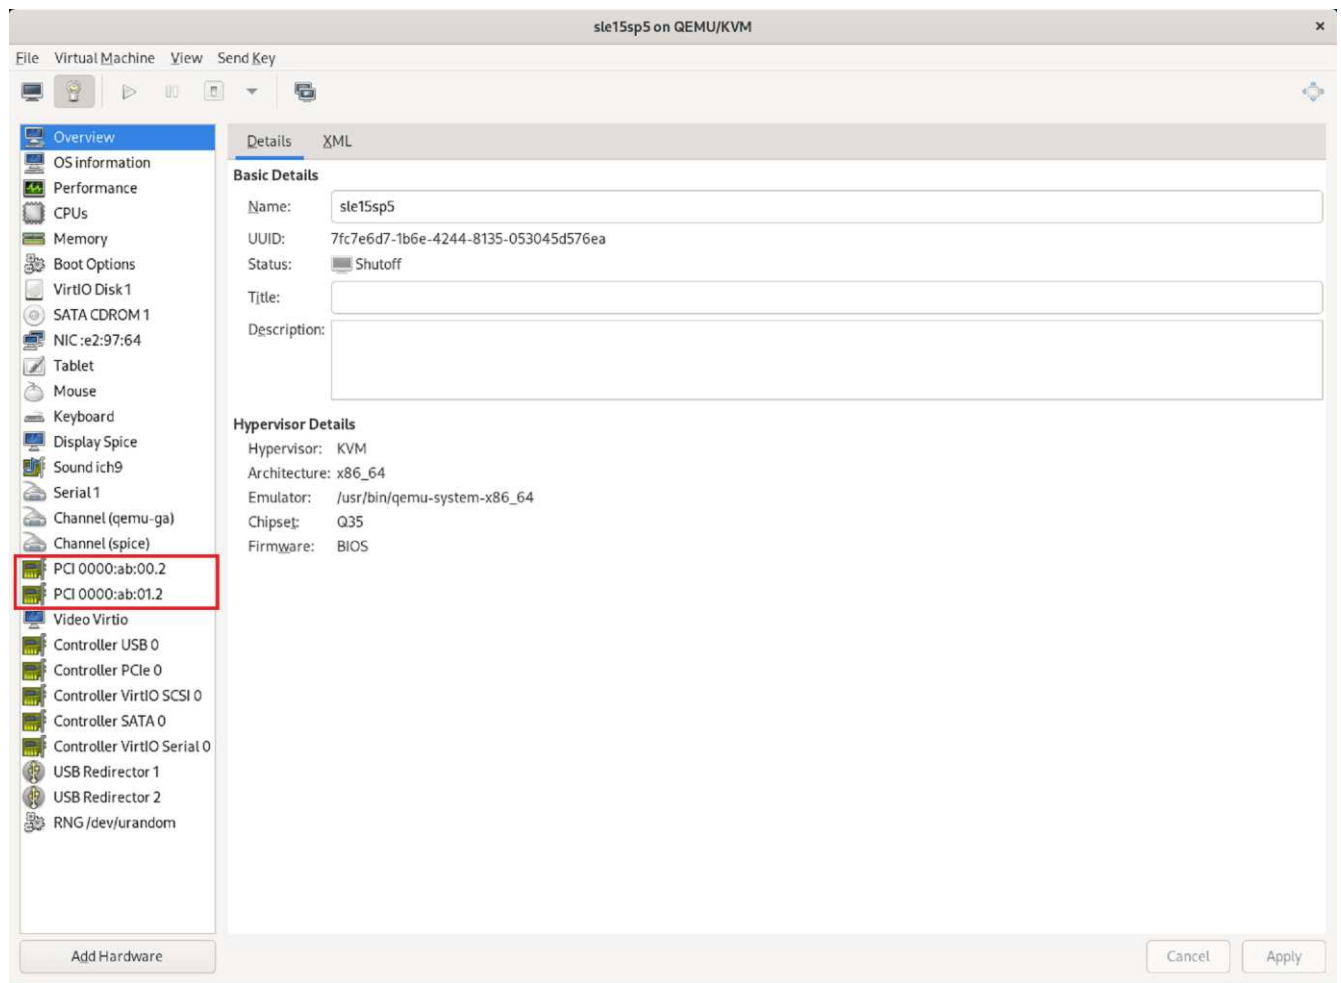 sle15sp5 on QEMU/KVM
×
File Virtual Machine View Send Key
Overview
OS information
Performance
CPUs
Memory
Boot Options
VirtIO Disk 1
SATA CDROM 1
NIC :e2:97:64
Tablet
Mouse
Keyboard
Display Spice
Sound ich9
Serial 1
Channel (qemu-ga)
Channel (spice)
PCI 0000:ab:00.2
PCI 0000:ab:01.2
Video Virtio
Controller USB 0
Controller PCIe 0
Controller VirtIO SCSI 0
Controller SATA 0
Controller VirtIO Serial 0
USB Redirector 1
USB Redirector 2
RNG /dev/urandom
Add Hardware
Details XML
Basic Details
Name: sle15sp5
UUID: 7fc7e6d7-1b6e-4244-8135-053045d576ea
Status: Shutoff
Title:
Description:
Hypervisor Details
Hypervisor: KVM
Architecture: x86_64
Emulator: /usr/bin/qemu-system-x86_64
Chipset: Q35
Firmware: BIOS
Cancel Apply